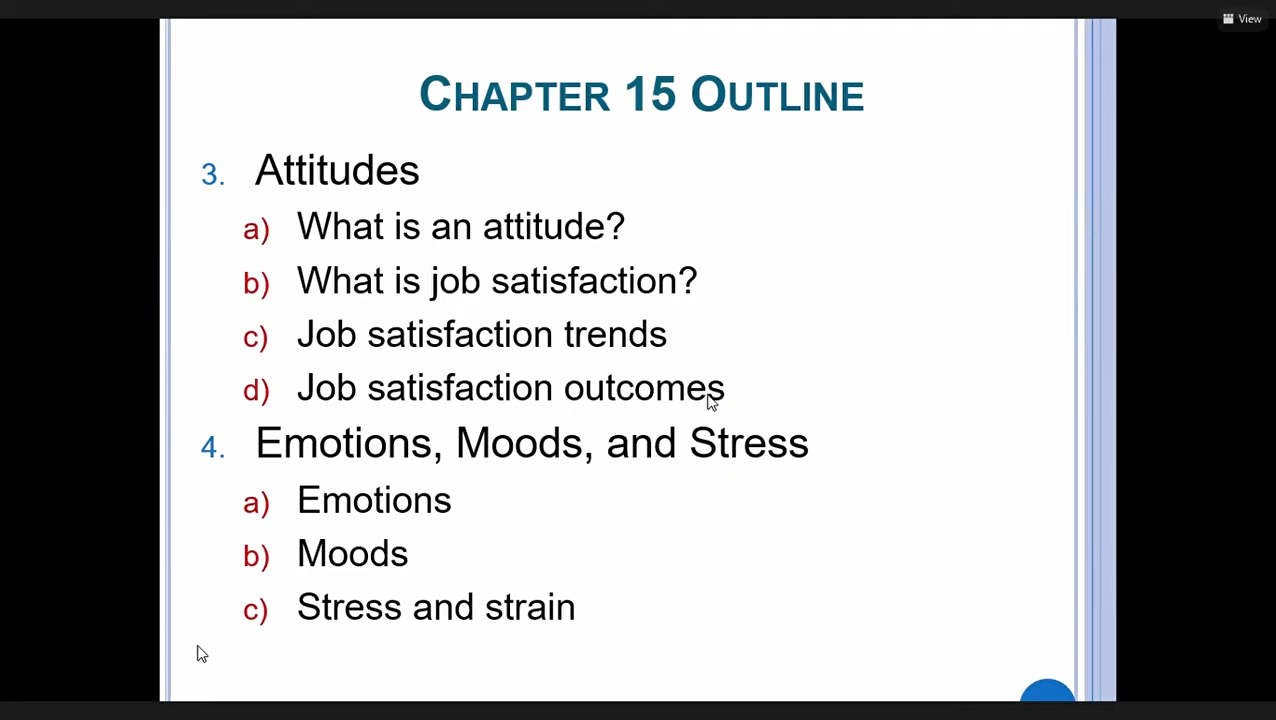 View
CHAPTER 15 OUTLINE
3. Attitudes
a) What is an attitude?
b) What is job satisfaction?
c) Job satisfaction trends
d) Job satisfaction outcomes
4. Emotions, Moods, and Stress
a) Emotions
b) Moods
c) Stress and strain